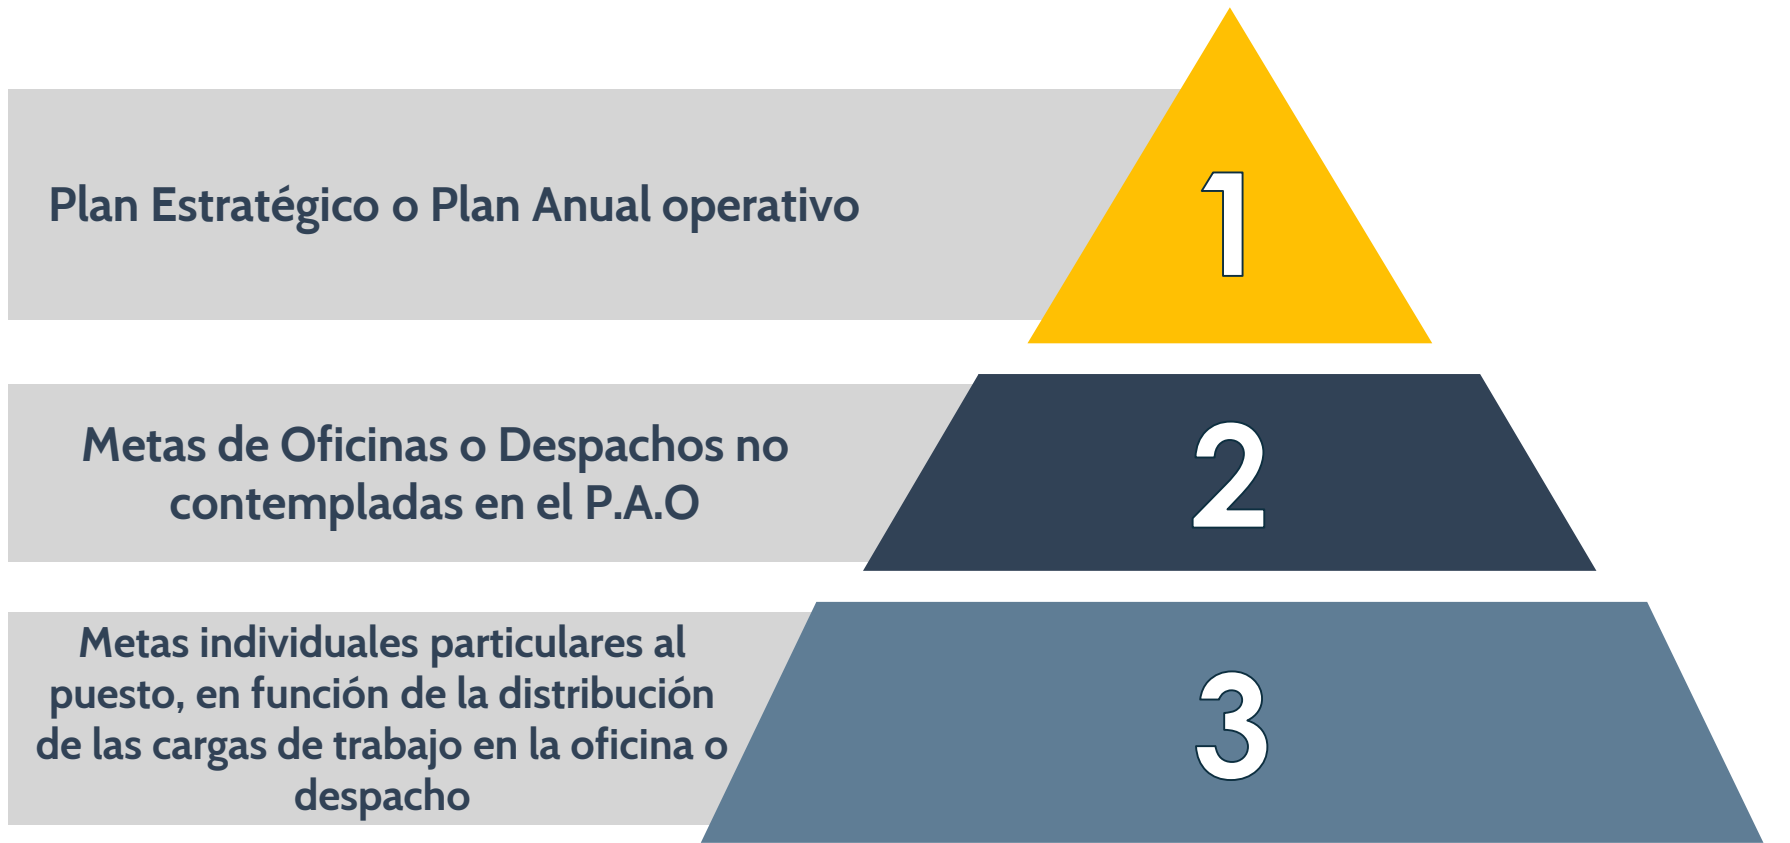 Plan Estratégico o Plan Anual operativo
1
Metas de Oficinas o Despachos no
contempladas en el P.A.O
2
Metas individuales particulares al
puesto, en función de la distribución
de las cargas de trabajo en la oficina o
despacho
3